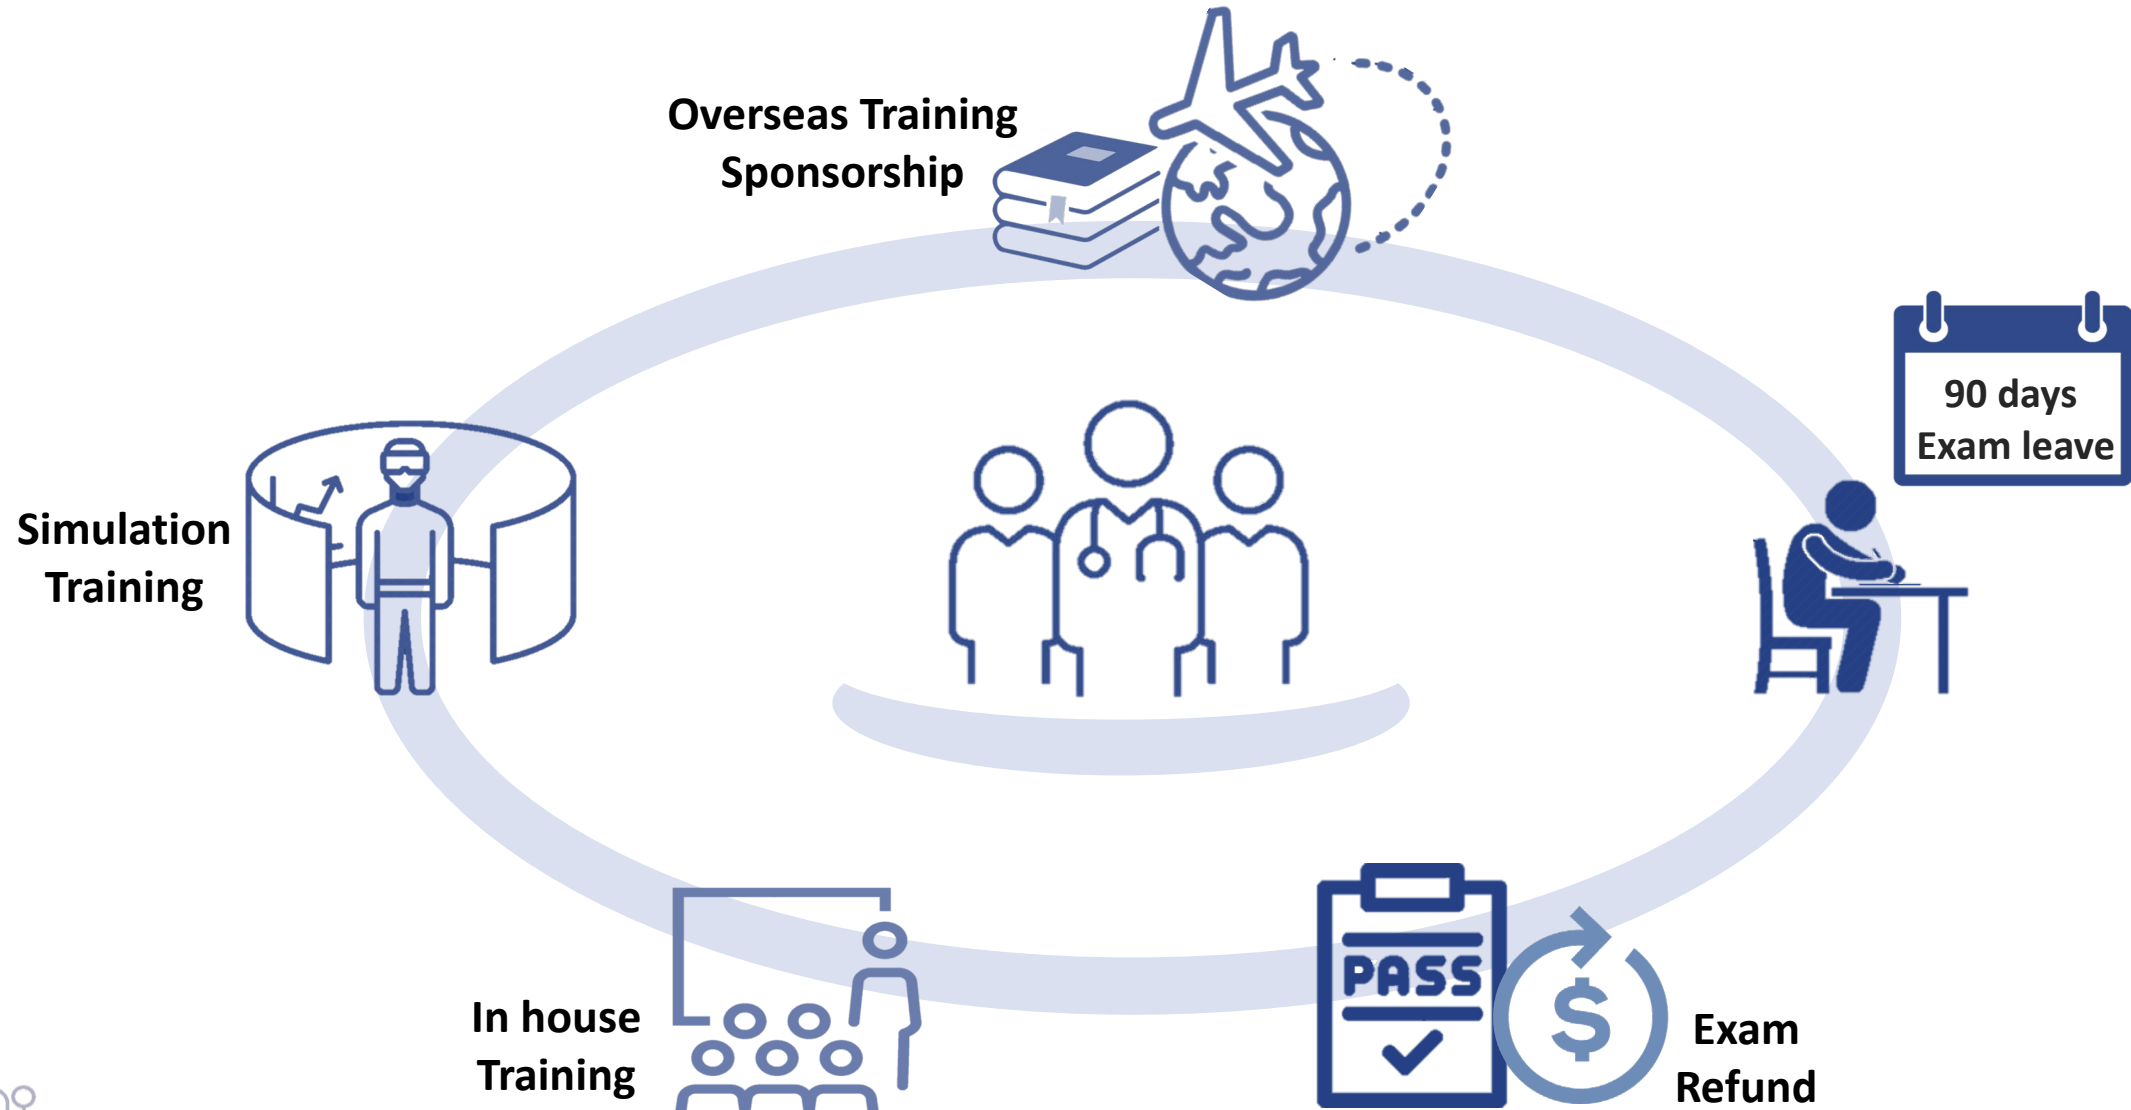 Overseas Training
Sponsorship
90 days
Exam leave
Simulation
Training
PASS
In house
Training
$
Exam
Refund